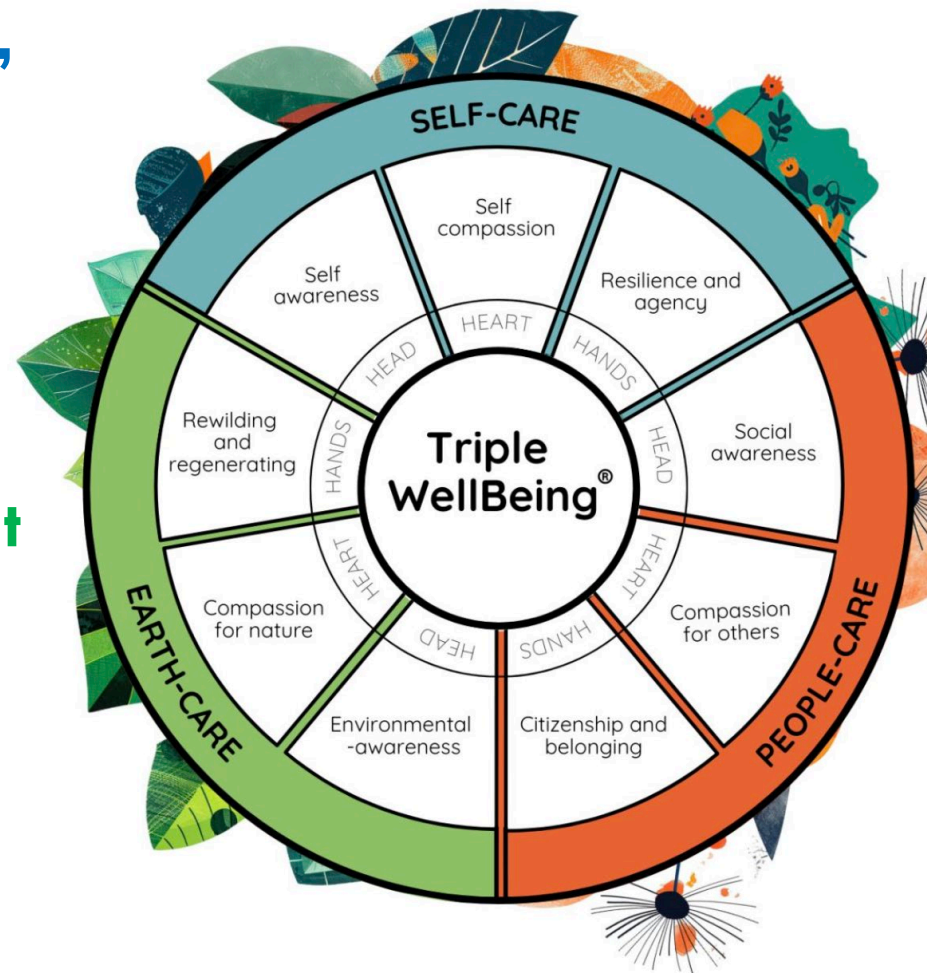 ,
SELF-CARE
Self
compassion
Self
awareness
Resilience and
agency
HEART
HEAD
HANDS
Rewilding
and
regenerating
HANDS
Triple
WellBeing®
HEAD
Social
awareness
t
HEART
HEART
Compassion
for nature
Compassion
for others
HEAD
HANDS
Environmental
-awareness
Citizenship and
belonging
EARTH-CARE
PEOPLE-CARE